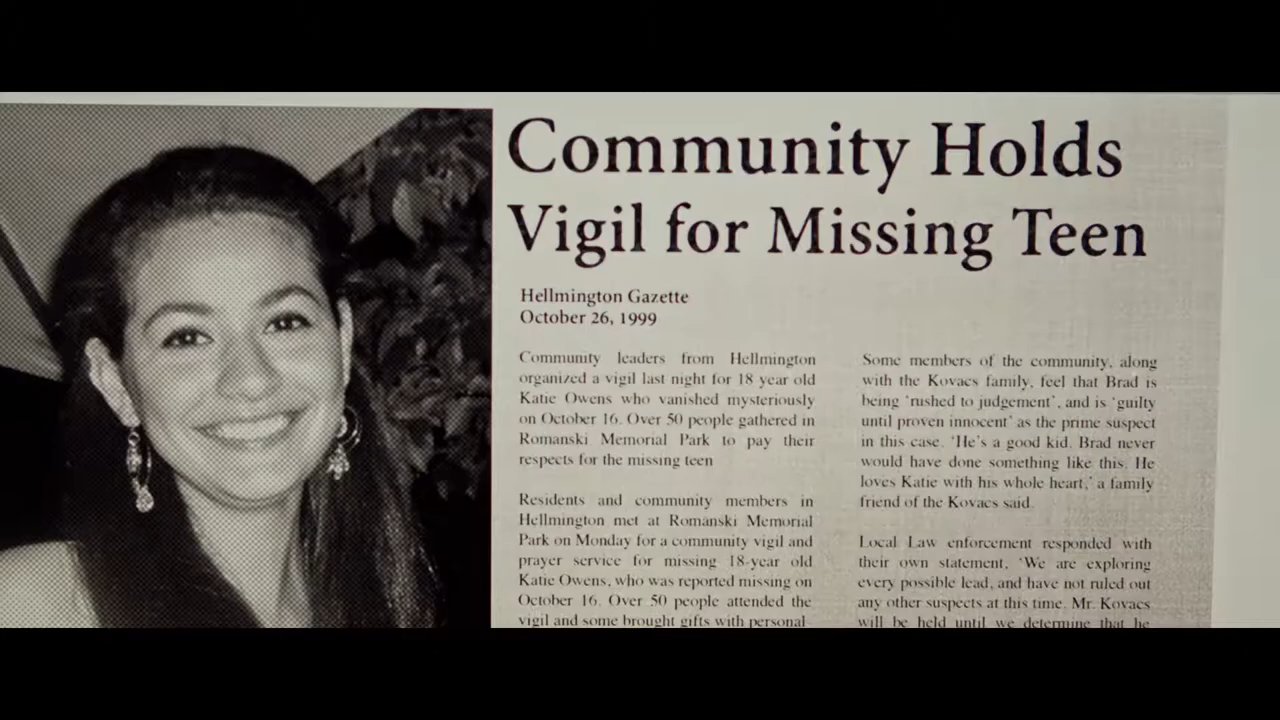 Community Holds
Vigil for Missing Teen
Hellmington Gazette
October 26, 1999
Community leaders from Hellmington
organized a vigil last night for 18 year old
Katie Owens who vanished mysteriously
on October 16. Over 50 people gathered in
Romanski Memorial Park to pay their
respects for the missing teen
Residents and community members in
Hellmington met at Romanski Memorial
Park on Monday for a community vigil and
prayer service for missing 18-year old
Katie Owens, who was reported missing on
October 16. Over 50 people attended the
vigil and some brought gifts with personal
Some members of the community, along
with the Kovacs family, feel that Brad is
being 'rushed to judgement', and is 'guilty
until proven innocent' as the prime suspect
in this case. 'He's a good kid. Brad never
would have done something like this. He
loves Katie with his whole heart,' a family
friend of the Kovacs said.
Local Law enforcement responded with
their own statement, 'We are exploring
every possible lead, and have not ruled out
any other suspects at this time. Mr. Kovacs
will be held until we determine that he